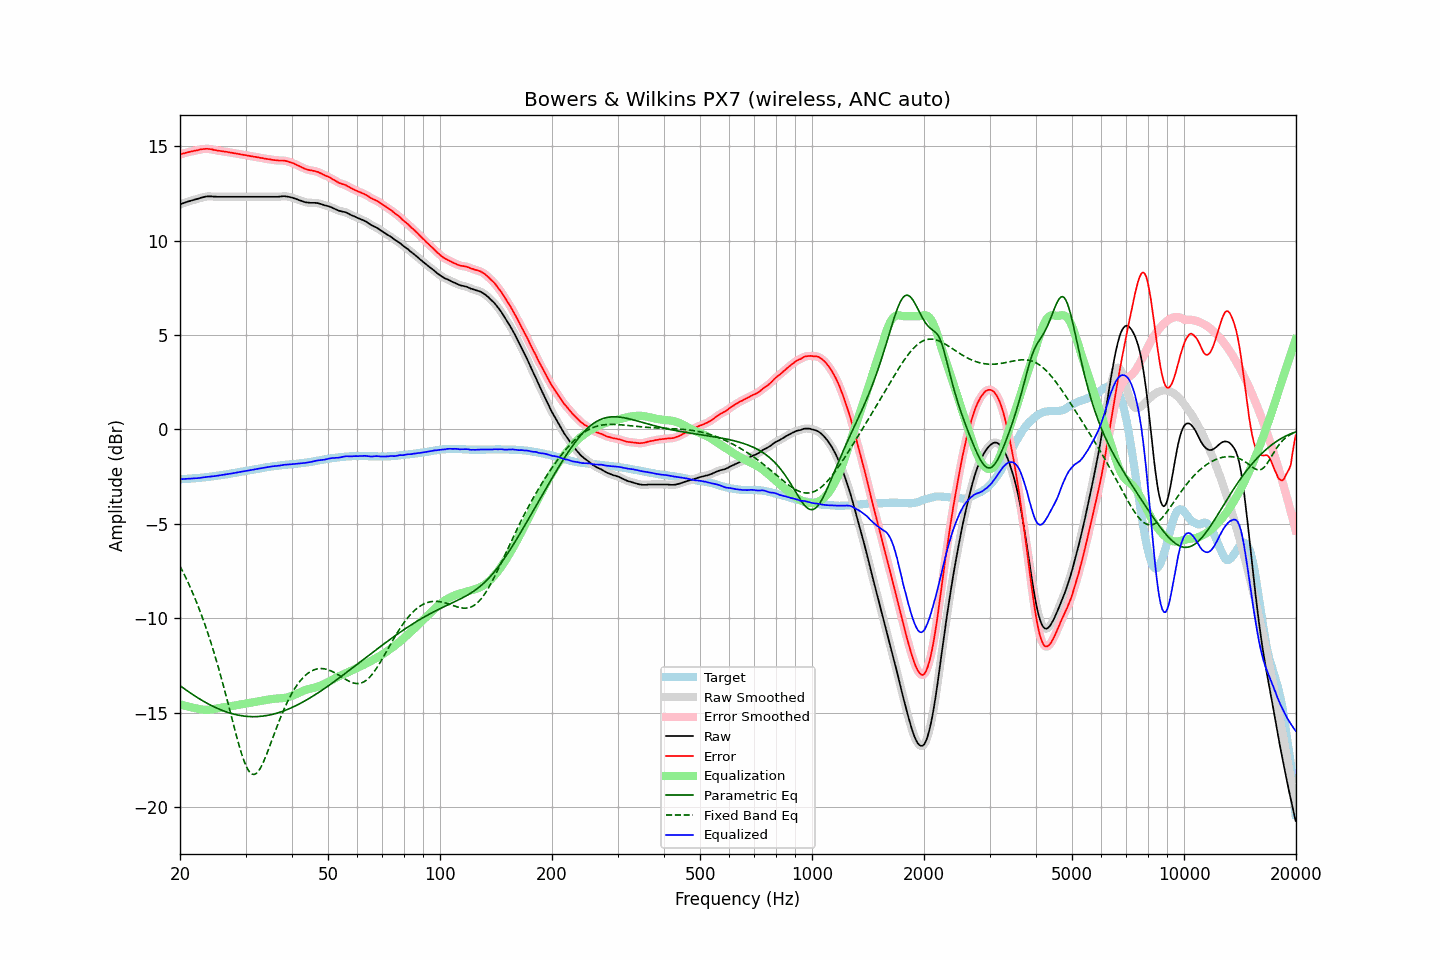 Bowers & Wilkins PX7 (wireless, ANC auto)
Amplitude (dBr)
15
10
5
0
−5
−10
−15
−20
Target
Raw Smoothed
Error Smoothed
Raw
Error
Equalization
Parametric Eq
Fixed Band Eq
Equalized
20 50 100 200 500 1000 2000 5000 10000 20000
Frequency (Hz)